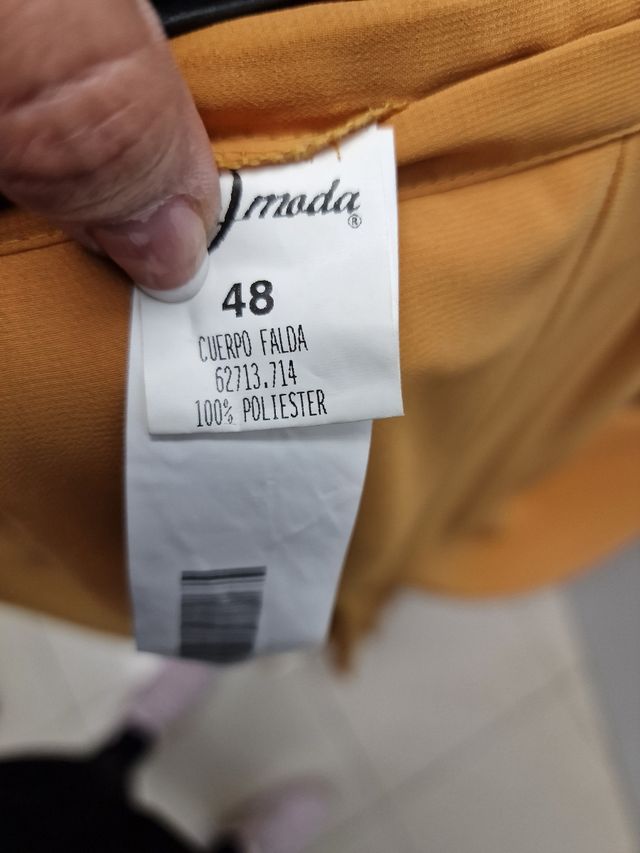 moda
®
48
CUERPO FALDA
62713.714
100% POLIESTER